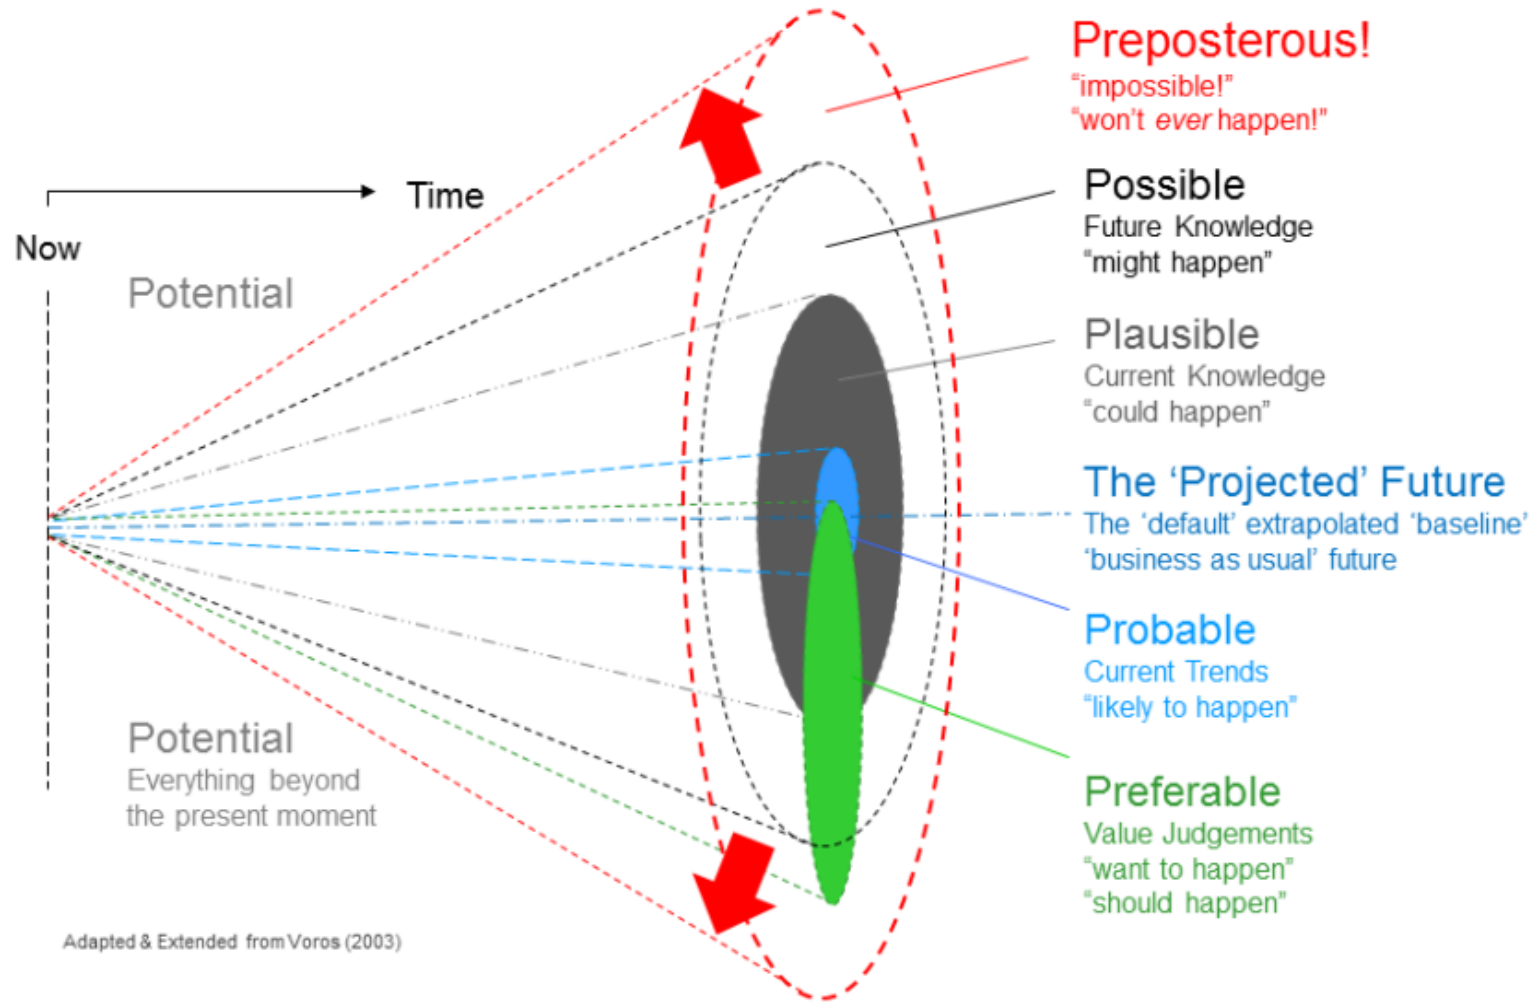 Time
Now
Potential
Potential
Everything beyond
the present moment
Adapted & Extended from Voros (2003)
Preposterous!
“impossible!”
“won’t ever happen!”
Possible
Future Knowledge
“might happen”
Plausible
Current Knowledge
“could happen”
The ‘Projected’ Future
The ‘default’ extrapolated ‘baseline’
‘business as usual’ future
Probable
Current Trends
“likely to happen”
Preferable
Value Judgements
“want to happen”
“should happen”